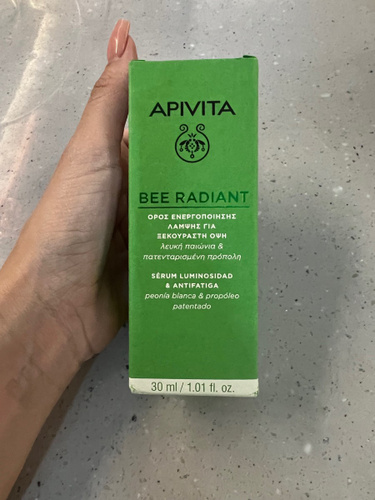 APIVITA
BEE RADIANT
ΟΡΟΣ ΕΝΕΡΓΟΠΟΙΗΣΗΣ
ΛΑΜΨΗΣ ΓΙΑ
ΞΕΚΟΥΡΑΣΤΗ ΟΨΗ
λευκή παιώνια &
πατενταρισμένη πρόπολη
SÉRUM LUMINOSIDAD
& ANTIFATIGA
peonía blanca & propóleo
patentado
30 ml / 1.01 fl. oz.